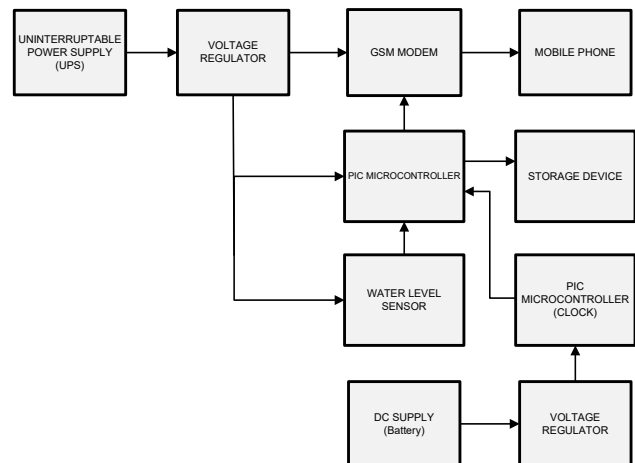 UNINTERRUPTABLE
POWER SUPPLY
(UPS)
VOLTAGE
REGULATOR
GSM MODEM
MOBILE PHONE
PIC MICROCONTROLLER
STORAGE DEVICE
WATER LEVEL
SENSOR
PIC
MICROCONTROLLER
(CLOCK)
DC SUPPLY
(Battery)
VOLTAGE
REGULATOR